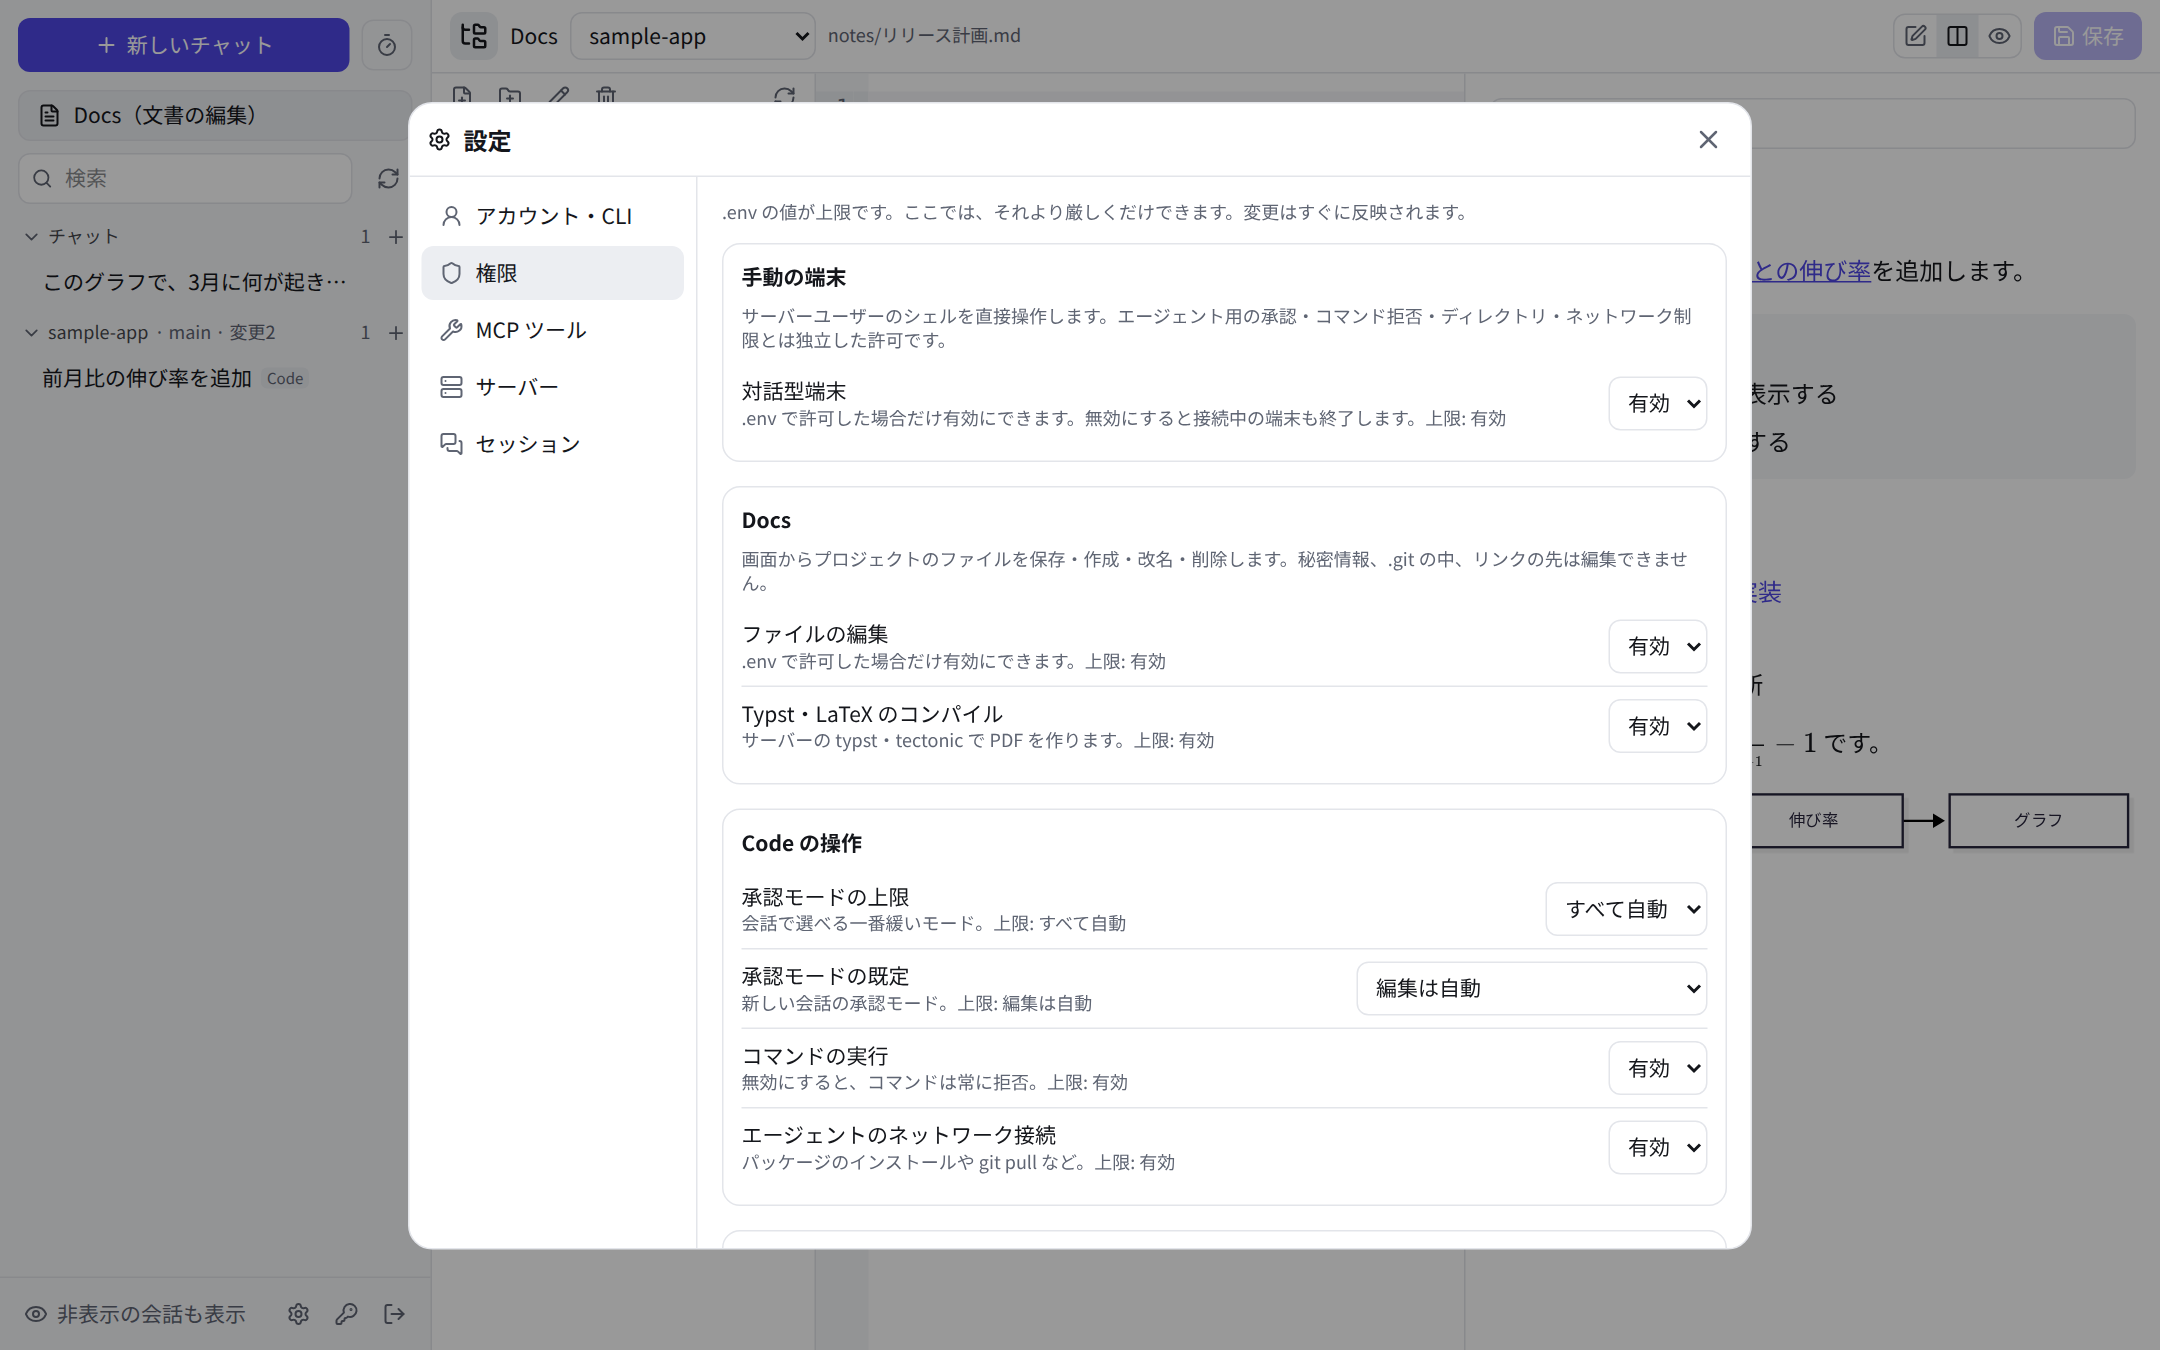 新しいチャット
Docs
sample-app
notes/リリース計画.md
保存
Docs（文書の編集）
検索
チャット 1
このグラフで、3月に何が起き…
sample-app · main · 変更2 1
前月比の伸び率を追加 Code
非表示の会話も表示
設定
アカウント・CLI
権限
MCP ツール
サーバー
セッション
.env の値が上限です。ここでは、それより厳しくだけできます。変更はすぐに反映されます。
手動の端末
サーバーユーザーのシェルを直接操作します。エージェント用の承認・コマンド拒否・ディレクトリ・ネットワーク制
限とは独立した許可です。
対話型端末
.env で許可した場合だけ有効にできます。無効にすると接続中の端末も終了します。上限: 有効
有効
Docs
画面からプロジェクトのファイルを保存・作成・改名・削除します。秘密情報、.git の中、リンクの先は編集できませ
ん。
ファイルの編集
.env で許可した場合だけ有効にできます。上限: 有効
有効
Typst・LaTeX のコンパイル
サーバーの typst・tectonic で PDF を作ります。上限: 有効
有効
Code の操作
承認モードの上限
会話で選べる一番緩いモード。上限: すべて自動
すべて自動
承認モードの既定
新しい会話の承認モード。上限: 編集は自動
編集は自動
コマンドの実行
無効にすると、コマンドは常に拒否。上限: 有効
有効
エージェントのネットワーク接続
パッケージのインストールや git pull など。上限: 有効
有効
との伸び率を追加します。
表示する
する
実装
− 1 です。
伸び率
グラフ